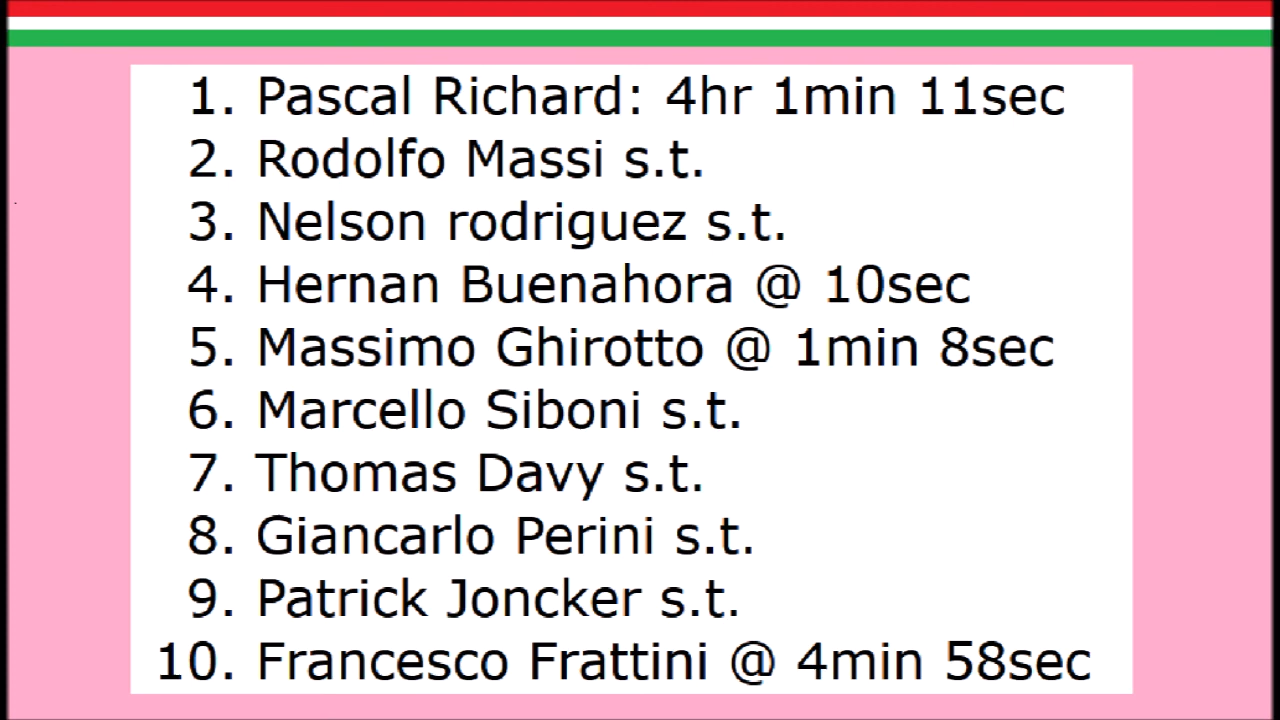 1. Pascal Richard: 4hr 1min 11sec
2. Rodolfo Massi s.t.
3. Nelson rodriguez s.t.
4. Hernan Buenahora @ 10sec
5. Massimo Ghirotto @ 1min 8sec
6. Marcello Siboni s.t.
7. Thomas Davy s.t.
8. Giancarlo Perini s.t.
9. Patrick Joncker s.t.
10. Francesco Frattini @ 4min 58sec